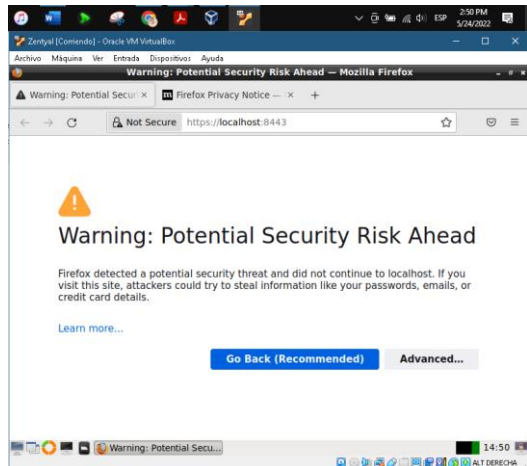 ESP
2:50 PM
5/24/2022
Zentyal [Corriendo] - Oracle VM VirtualBox
Archivo Máquina Ver Entrada Dispositivos Ayuda
Warning: Potential Security Risk Ahead — Mozilla Firefox
Warning: Potential Securi × Firefox Privacy Notice — × +
Not Secure https://localhost:8443
Warning: Potential Security Risk Ahead
Firefox detected a potential security threat and did not continue to localhost. If you
visit this site, attackers could try to steal information like your passwords, emails, or
credit card details.
Learn more...
Go Back (Recommended) Advanced...
Warning: Potential Secu... 14:50
ALT DERECHA